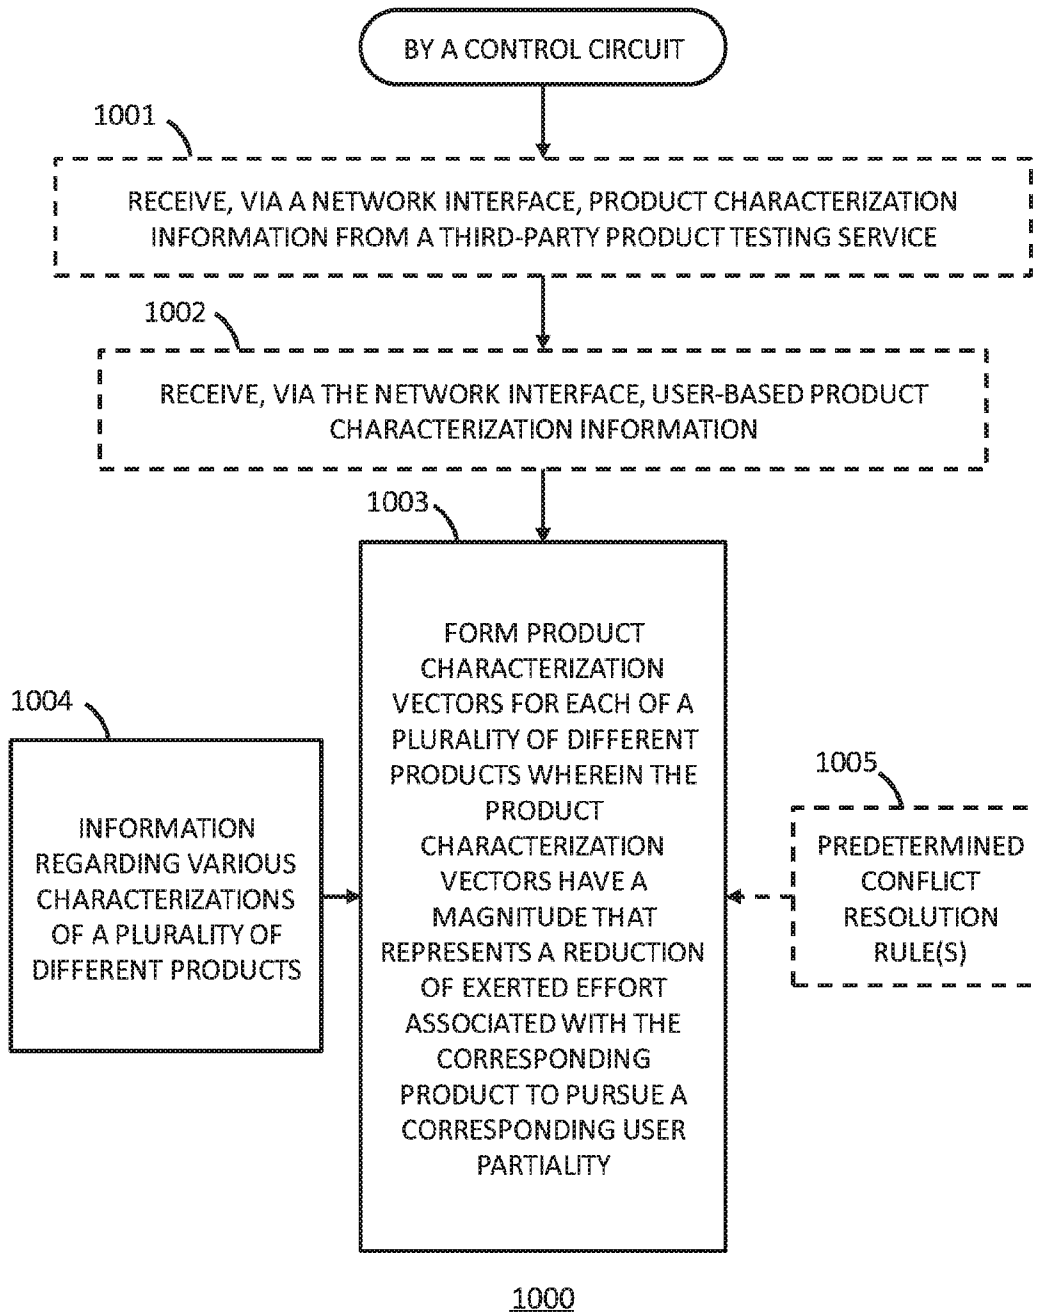 BY A CONTROL CIRCUIT
1001
RECEIVE, VIA A NETWORK INTERFACE, PRODUCT CHARACTERIZATION
INFORMATION FROM A THIRD-PARTY PRODUCT TESTING SERVICE
1002
RECEIVE, VIA THE NETWORK INTERFACE, USER-BASED PRODUCT
CHARACTERIZATION INFORMATION
1003
FORM PRODUCT
CHARACTERIZATION
VECTORS FOR EACH OF A
PLURALITY OF DIFFERENT
PRODUCTS WHEREIN THE
PRODUCT
CHARACTERIZATION
VECTORS HAVE A
MAGNITUDE THAT
REPRESENTS A REDUCTION
OF EXERTED EFFORT
ASSOCIATED WITH THE
CORRESPONDING
PRODUCT TO PURSUE A
CORRESPONDING USER
PARTIALITY
1004
INFORMATION
REGARDING VARIOUS
CHARACTERIZATIONS
OF A PLURALITY OF
DIFFERENT PRODUCTS
1005
PREDETERMINED
CONFLICT
RESOLUTION
RULE(S)
1000